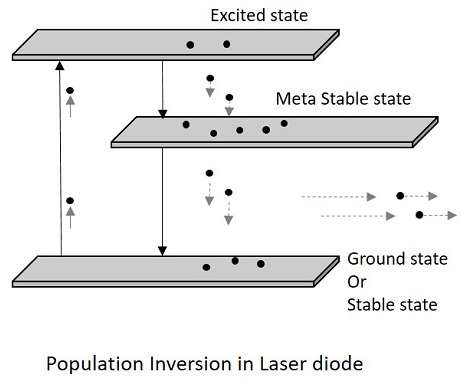 Excited state
Meta Stable state
Ground state
Or
Stable state
Population Inversion in Laser diode